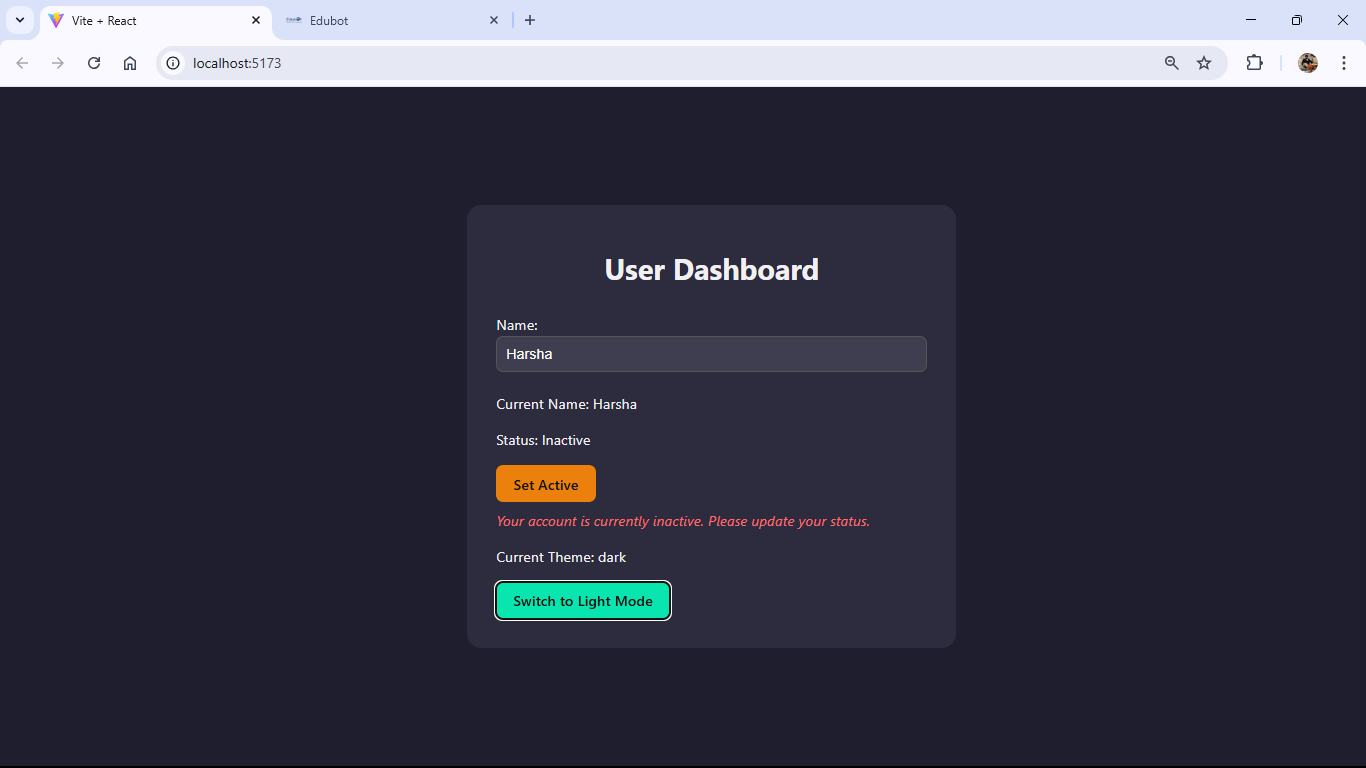 Vite + React
Edubot
localhost:5173
User Dashboard
Name:
Harsha
Current Name: Harsha
Status: Inactive
Set Active
Your account is currently inactive. Please update your status.
Current Theme: dark
Switch to Light Mode